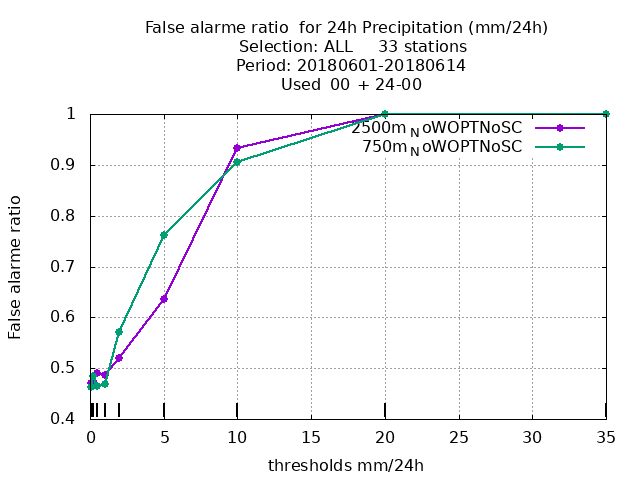 False alarme ratio  for 24h Precipitation (mm/24h)
Selection: ALL     33 stations
Period: 20180601-20180614
Used  00 + 24-00
2500m_NoWOPTNoSC
750m_NoWOPTNoSC
False alarme ratio
1
0.9
0.8
0.7
0.6
0.5
0.4
0 5 10 15 20 25 30 35
thresholds mm/24h